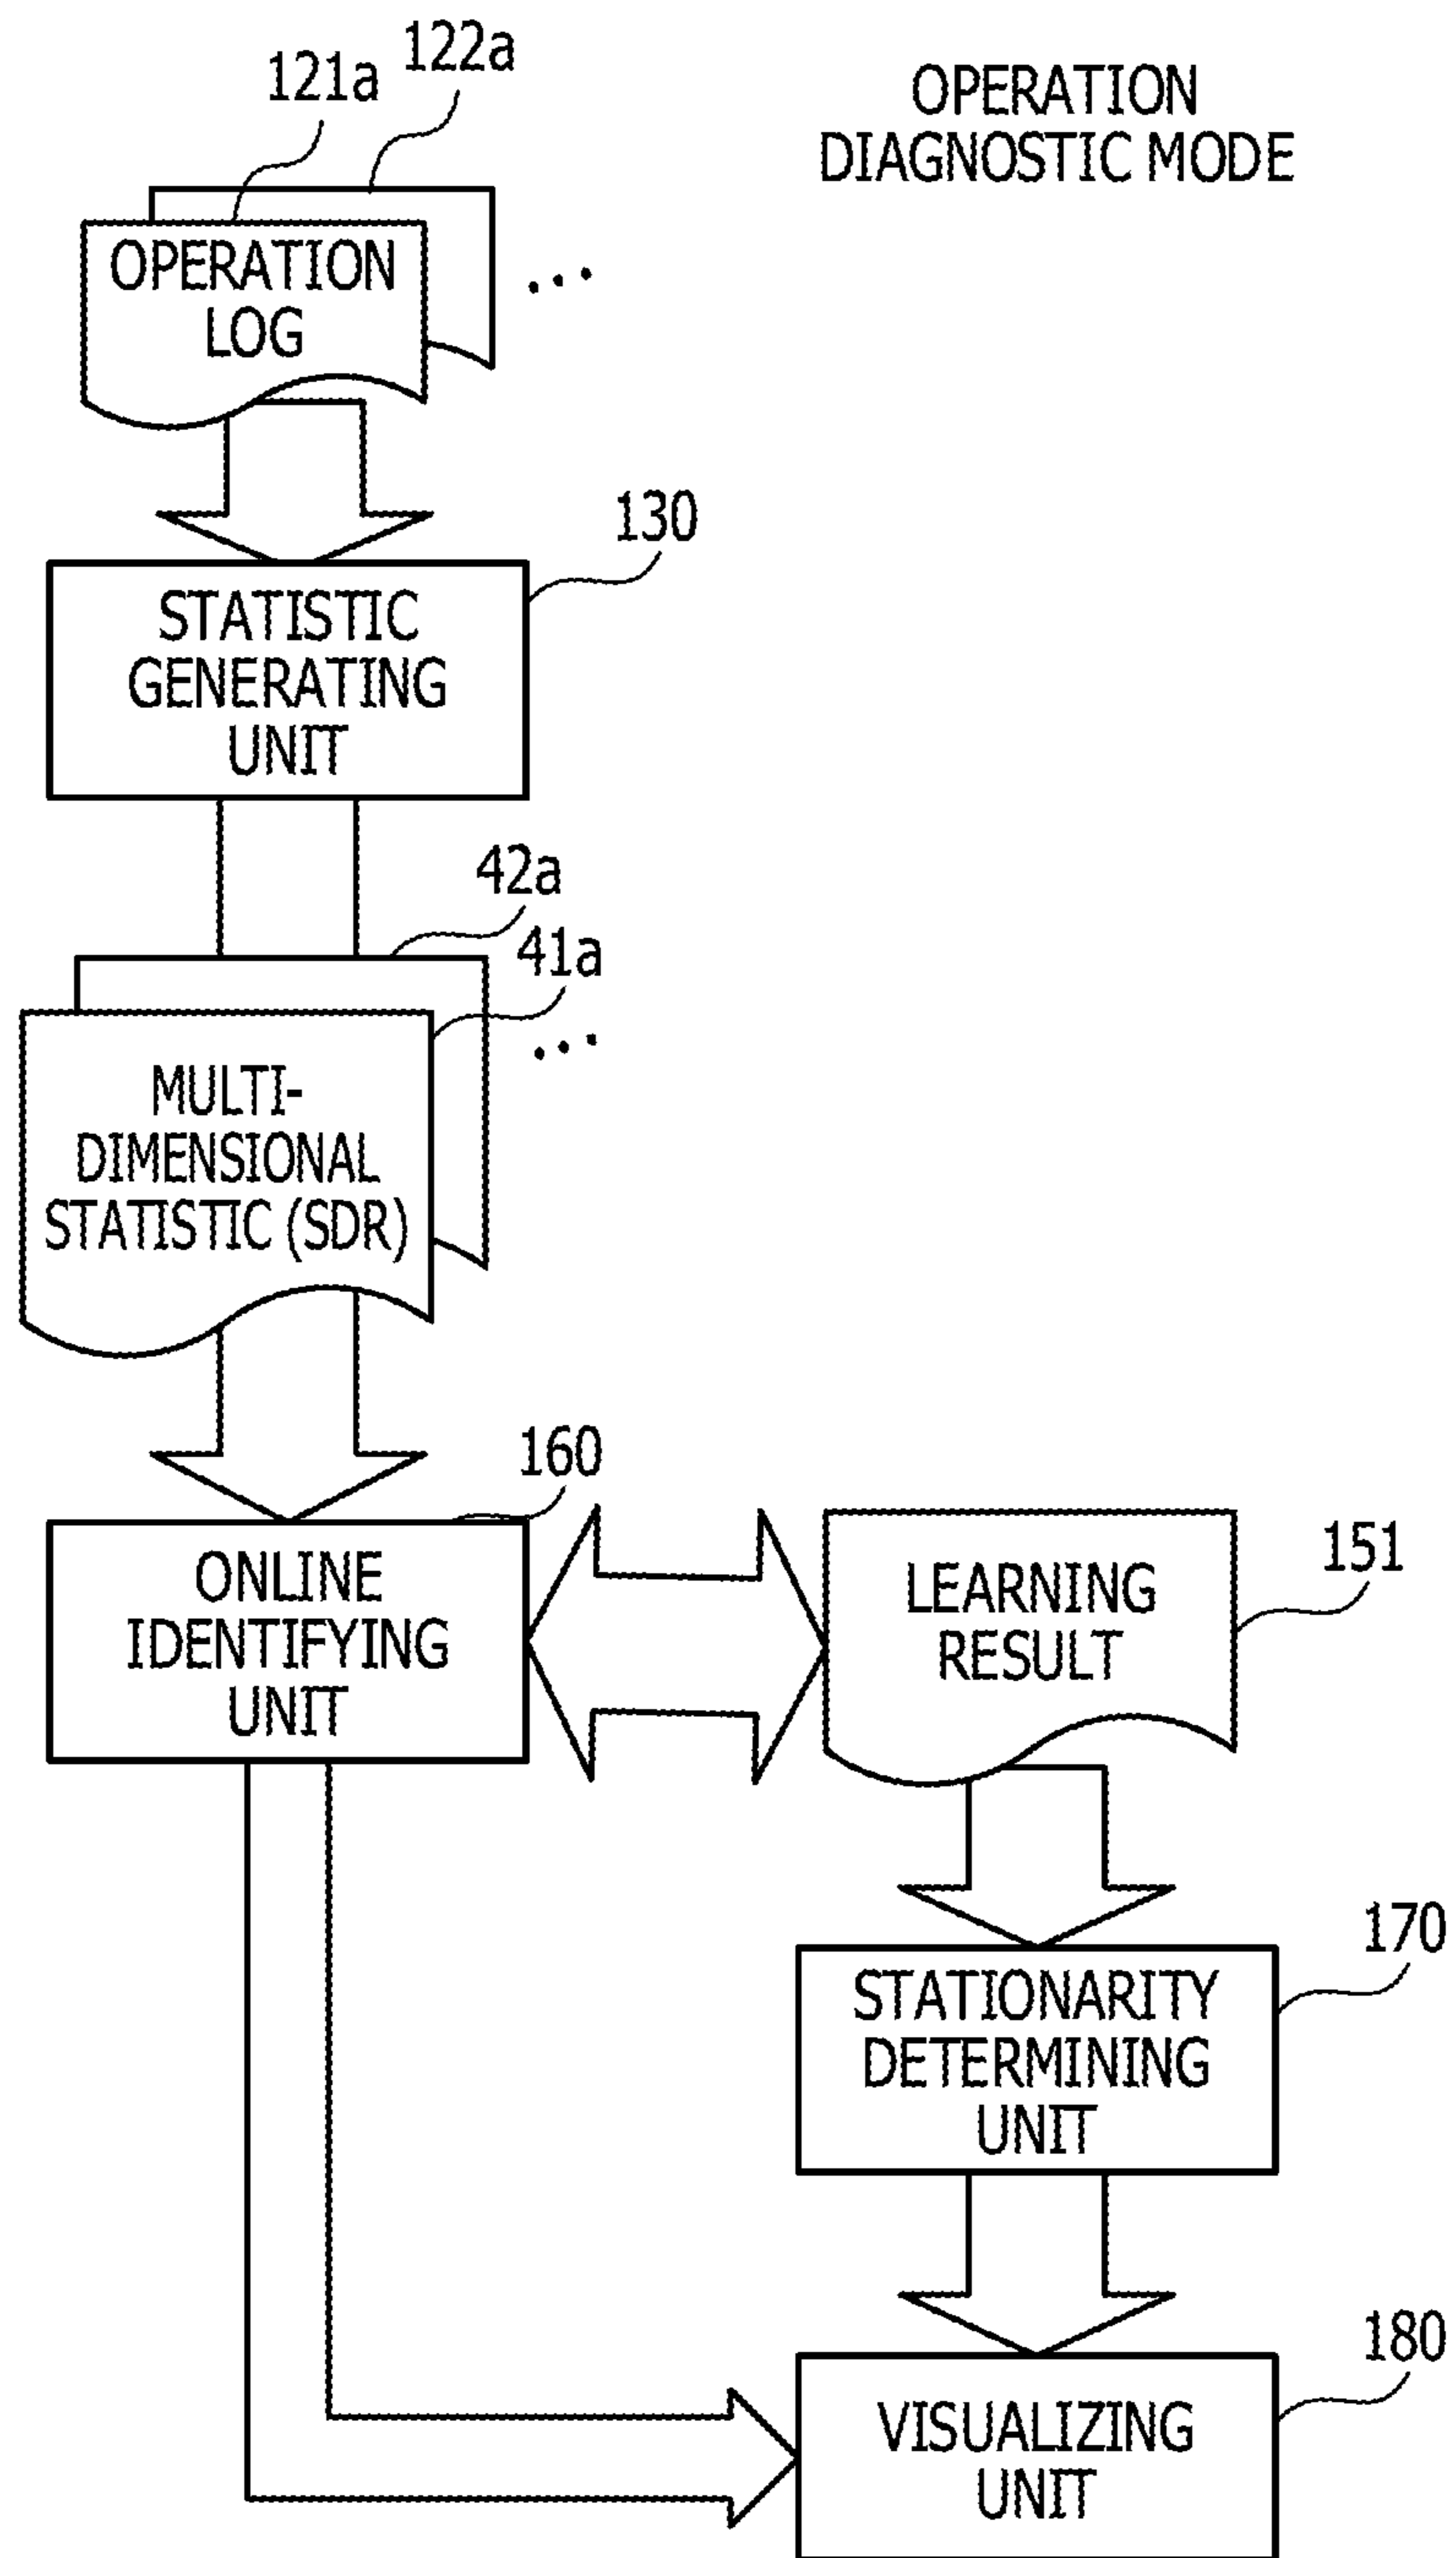 122a
121a
OPERATION
DIAGNOSTIC MODE
OPERATION
LOG
...
130
STATISTIC
GENERATING
UNIT
42a
41a
...
MULTI-
DIMENSIONAL
STATISTIC (SDR)
160
ONLINE
IDENTIFYING
UNIT
LEARNING
RESULT
151
170
STATIONARITY
DETERMINING
UNIT
180
VISUALIZING
UNIT